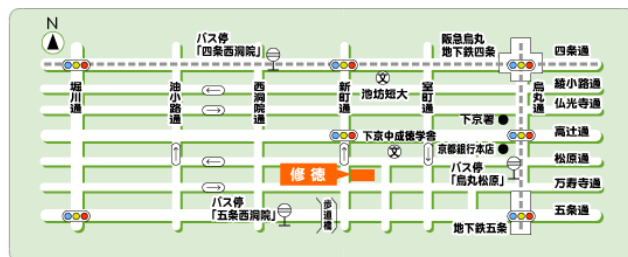 N
バス停
「四条西洞院」
阪急烏丸
地下鉄四条
四条通
堀川通
油小路通
西洞院通
新町通
室町通
烏丸通
池坊短大
綾小路通
仏光寺通
下京署
下京中成徳学舎
高辻通
京都銀行本店
松原通
バス停
「烏丸松原」
修徳
万寿寺通
バス停
「五条西洞院」
歩道橋
五条通
地下鉄五条